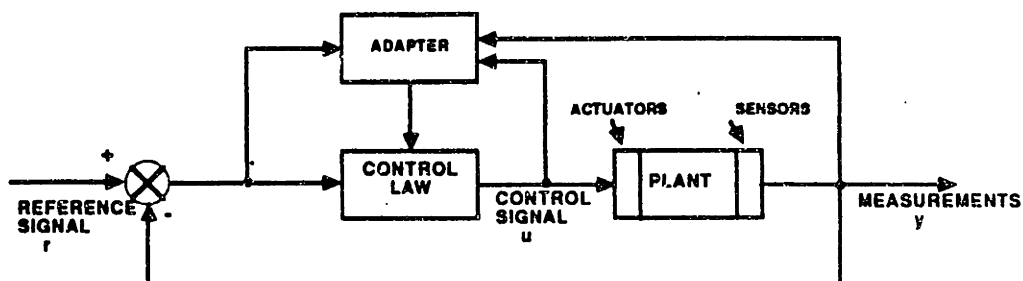 ADAPTER
ACTUATORS
SENSORS
+
CONTROL
LAW
PLANT
-
REFERENCE
SIGNAL
r
CONTROL
SIGNAL
u
MEASUREMENTS
y